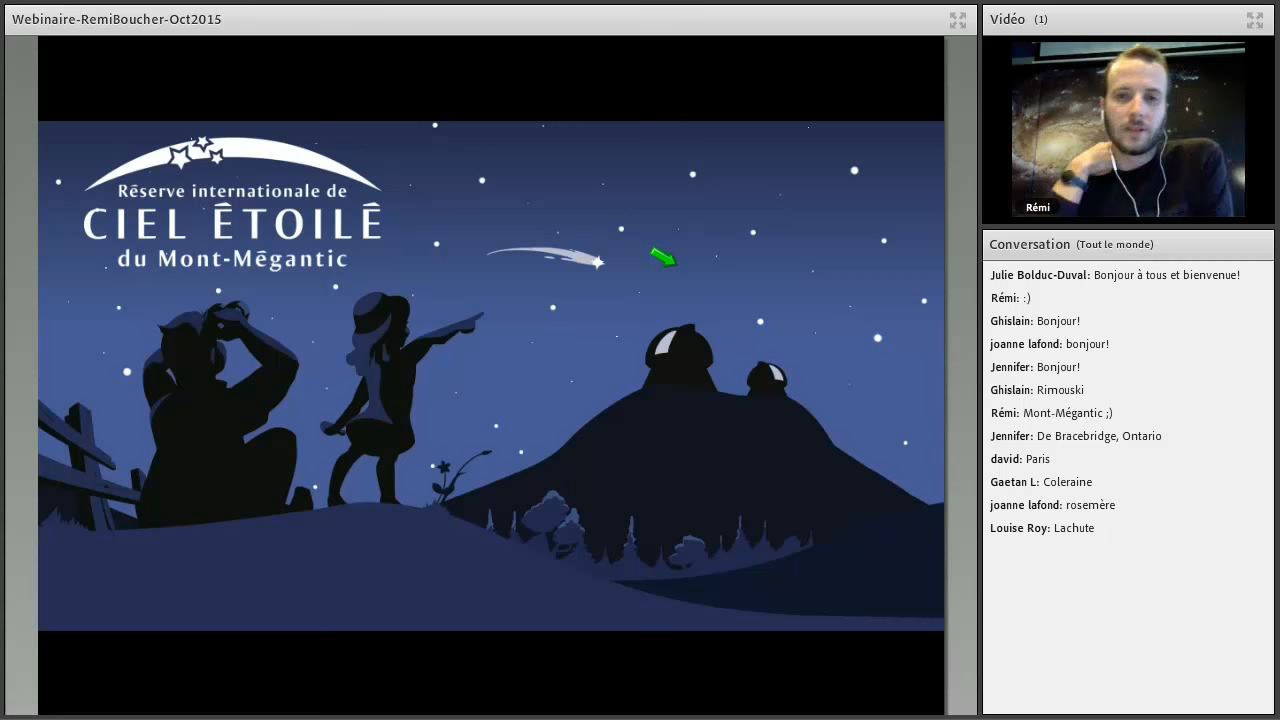 Webinaire-RemiBoucher-Oct2015
Réserve internationale de
CIEL ÉTOILÉ
du Mont-Mégantic
Vidéo (1)
Rémi
Conversation (Tout le monde)
Julie Bolduc-Duval: Bonjour à tous et bienvenue!
Rémi: :)
Ghislain: Bonjour!
joanne lafond: bonjour!
Jennifer: Bonjour!
Ghislain: Rimouski
Rémi: Mont-Mégantic ;)
Jennifer: De Bracebridge, Ontario
david: Paris
Gaetan L: Coleraine
joanne lafond: rosemère
Louise Roy: Lachute